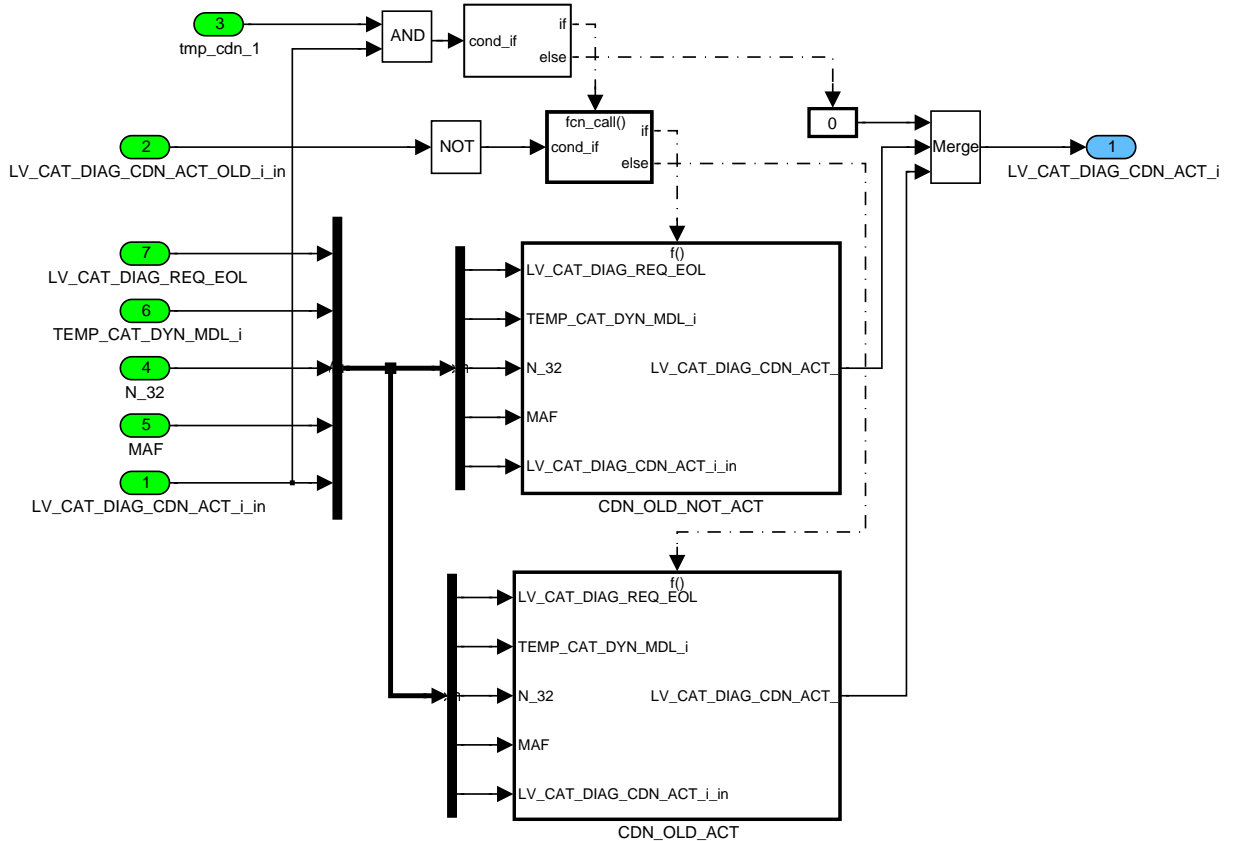 3
tmp_cdn_1
AND
cond_if
if
else
fcn_call()
cond_if
if
else
0
Merge
1
LV_CAT_DIAG_CDN_ACT_i
2
LV_CAT_DIAG_CDN_ACT_OLD_i_in
NOT
7
LV_CAT_DIAG_REQ_EOL
6
TEMP_CAT_DYN_MDL_i
4
N_32
5
MAF
1
LV_CAT_DIAG_CDN_ACT_i_in
f()
LV_CAT_DIAG_REQ_EOL
TEMP_CAT_DYN_MDL_i
N_32
LV_CAT_DIAG_CDN_ACT_
MAF
LV_CAT_DIAG_CDN_ACT_i_in
CDN_OLD_NOT_ACT
f()
LV_CAT_DIAG_REQ_EOL
TEMP_CAT_DYN_MDL_i
N_32
LV_CAT_DIAG_CDN_ACT_
MAF
LV_CAT_DIAG_CDN_ACT_i_in
CDN_OLD_ACT